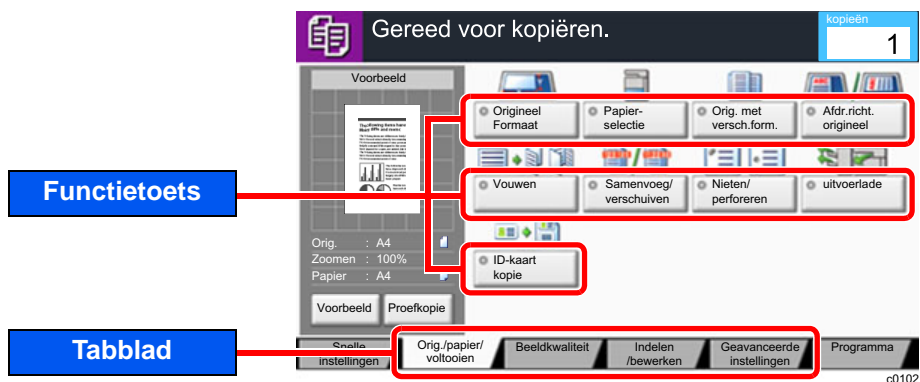 Gereed voor kopiëren.
kopieën
1
Voorbeeld
Origineel
Formaat
Papier-
selectie
Orig. met
versch.form.
Afdr.richt.
origineel
Functietoets
Vouwen
Samenvoeg/
verschuiven
Nieten/
perforeren
uitvoerlade
Orig. : A4
Zoomen : 100%
Papier : A4
ID-kaart
kopie
Voorbeeld
Proefkopie
Tabblad
Snelle
instellingen
Orig./papier/
voltooien
Beeldkwaliteit
Indelen
/bewerken
Geavanceerde
instellingen
Programma
c0102